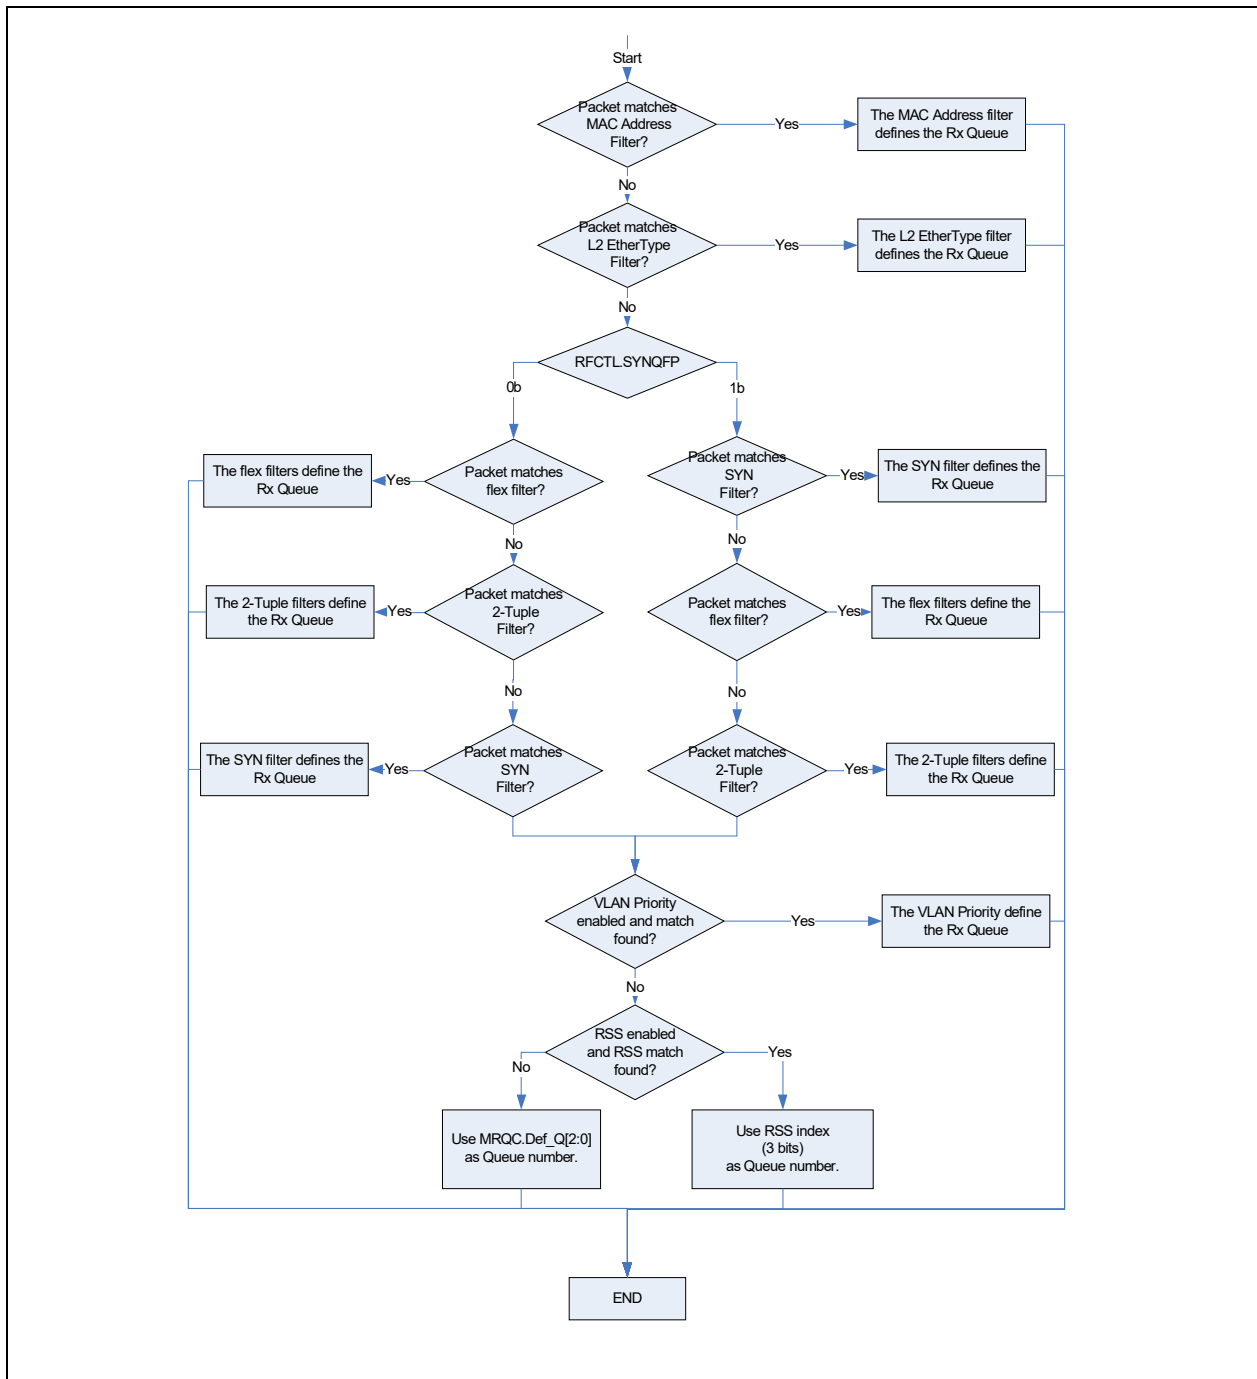 Start
Packet matches
MAC Address
Filter?
Yes
The MAC Address filter
defines the Rx Queue
No
Packet matches
L2 EtherType
Filter?
Yes
The L2 EtherType filter
defines the Rx Queue
No
RFCTL.SYNQFP
0b
1b
Packet matches
flex filter?
Yes
The flex filters define the
Rx Queue
Packet matches
SYN
Filter?
Yes
The SYN filter defines the
Rx Queue
No
No
Packet matches
2-Tuple
Filter?
Yes
The 2-Tuple filters define
the Rx Queue
Packet matches
flex filter?
Yes
The flex filters define the
Rx Queue
No
No
Packet matches
SYN
Filter?
Yes
The SYN filter defines the
Rx Queue
Packet matches
2-Tuple
Filter?
Yes
The 2-Tuple filters define
the Rx Queue
VLAN Priority
enabled and match
found?
Yes
The VLAN Priority define
the Rx Queue
No
RSS enabled
and RSS match
found?
No
Yes
Use MRQC.Def_Q[2:0]
as Queue number.
Use RSS index
(3 bits)
as Queue number.
END